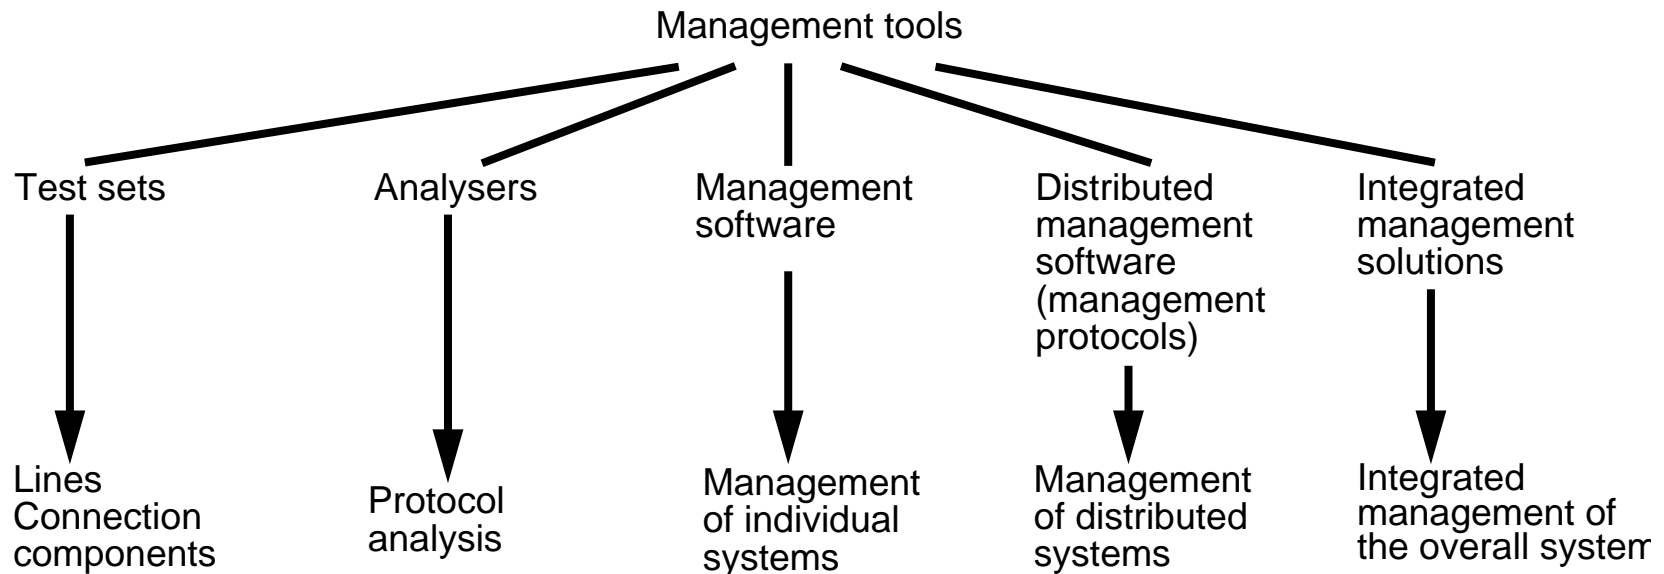 Management tools
Test sets
Analysers
Management
software
Distributed
management
software
(management
protocols)
Integrated
management
solutions
Lines
Connection
components
Protocol
analysis
Management
of individual
systems
Management
of distributed
systems
Integrated
management of
the overall system